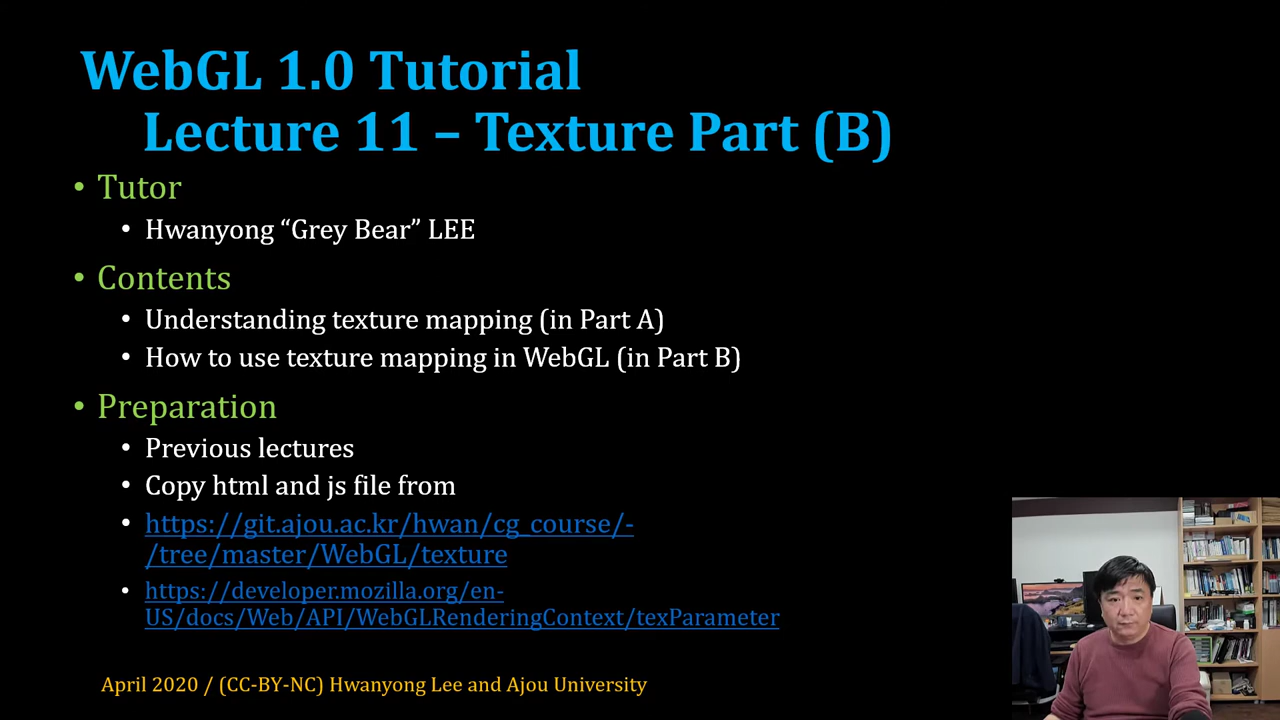 WebGL 1.0 Tutorial
Lecture 11 – Texture Part (B)
• Tutor
• Hwanyong “Grey Bear” LEE
• Contents
• Understanding texture mapping (in Part A)
• How to use texture mapping in WebGL (in Part B)
• Preparation
• Previous lectures
• Copy html and js file from
• https://git.ajou.ac.kr/hwan/cg_course/-
/tree/master/WebGL/texture
• https://developer.mozilla.org/en-
US/docs/Web/API/WebGLRenderingContext/texParameter
April 2020 / (CC-BY-NC) Hwanyong Lee and Ajou University